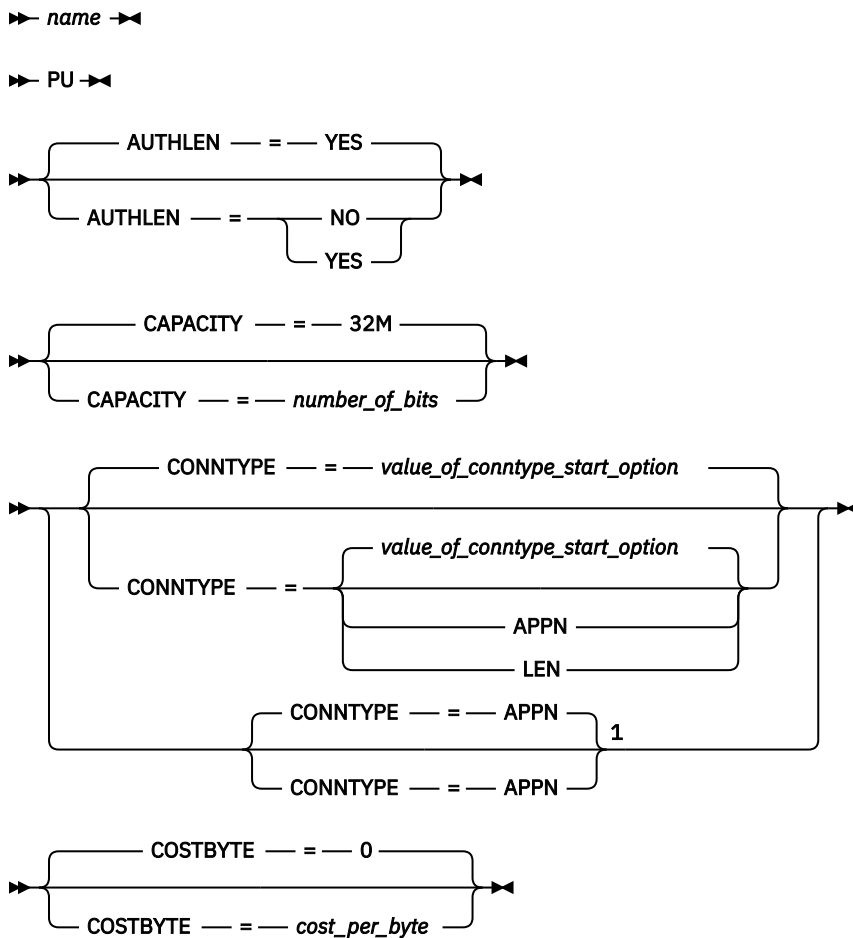 name
PU
AUTHLEN = YES
AUTHLEN = NO
YES
CAPACITY = 32M
CAPACITY = number_of_bits
CONNTYPE = value_of_conntype_start_option
value_of_conntype_start_option
CONNTYPE =
APPN
LEN
CONNTYPE = APPN
1
CONNTYPE = APPN
COSTBYTE = 0
COSTBYTE = cost_per_byte